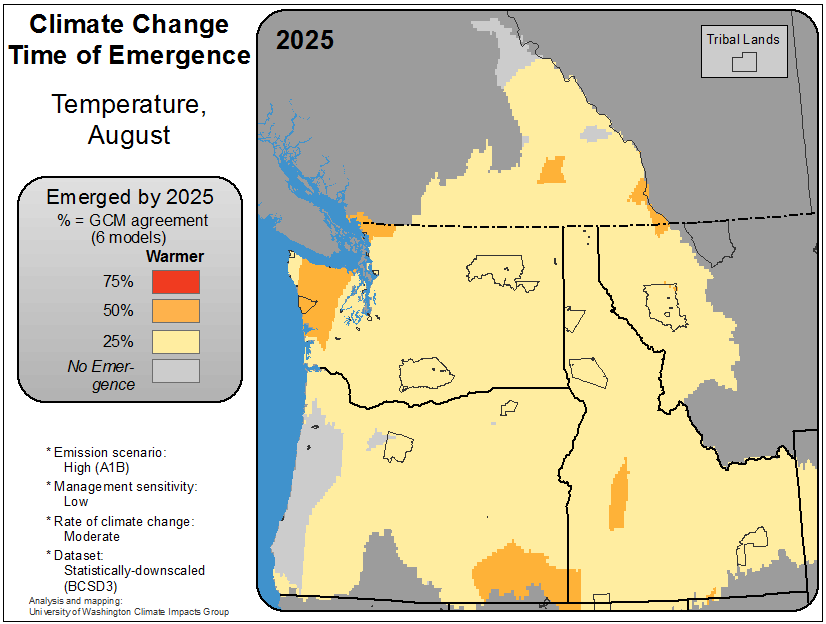 Climate Change
Time of Emergence
Temperature,
August
Emerged by 2025
% = GCM agreement
(6 models)
Warmer
75%
50%
25%
No Emer-
gence
* Emission scenario:
High (A1B)
* Management sensitivity:
Low
* Rate of climate change:
Moderate
* Dataset:
Statistically-downscaled
(BCSD3)
Analysis and mapping:
University of Washington Climate Impacts Group
2025
Tribal Lands